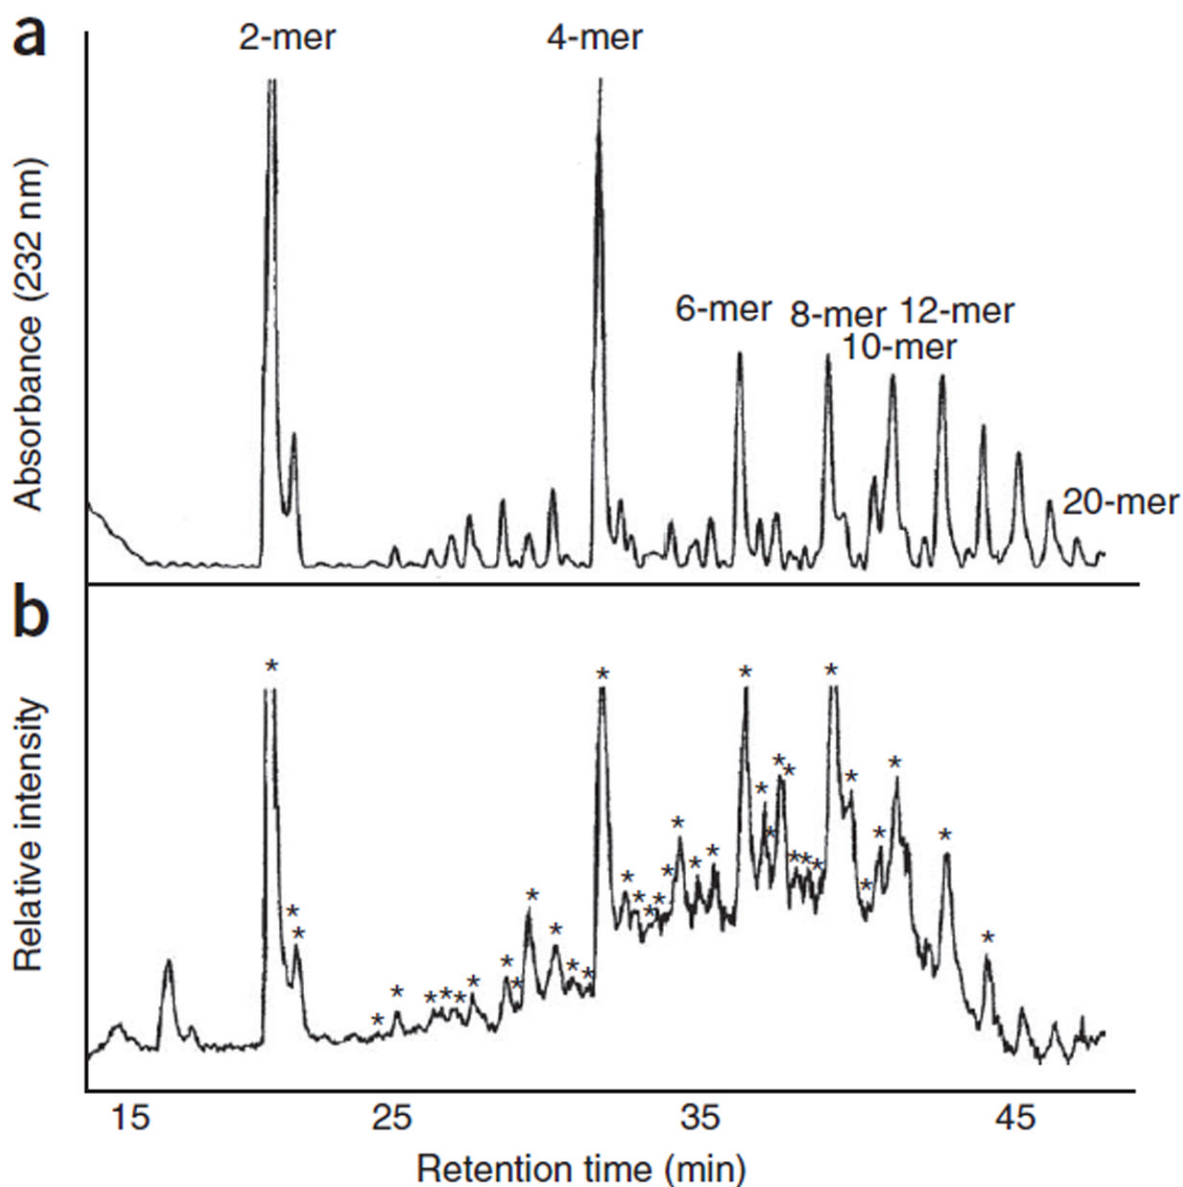 a
2-mer
4-mer
6-mer
8-mer
12-mer
10-mer
20-mer
Absorbance (232 nm)
b
Relative intensity
15
25
35
45
Retention time (min)